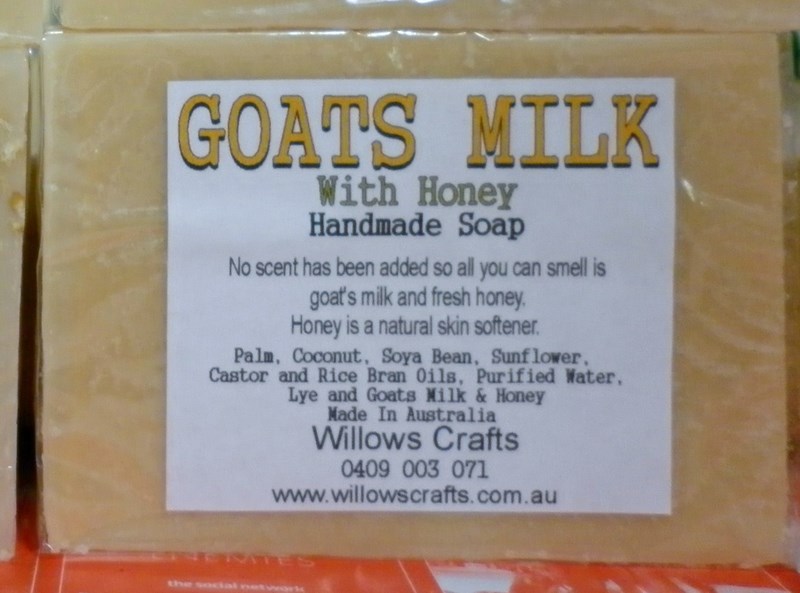 GOATS MILK
With Honey
Handmade Soap
No scent has been added so all you can smell is
goat's milk and fresh honey.
Honey is a natural skin softener.
Palm, Coconut, Soya Bean, Sunflower,
Castor and Rice Bran Oils, Purified Water,
Lye and Goats Milk & Honey
Made In Australia
Willows Crafts
0409 003 071
www.willowscrafts.com.au
ENEMIES
the social network